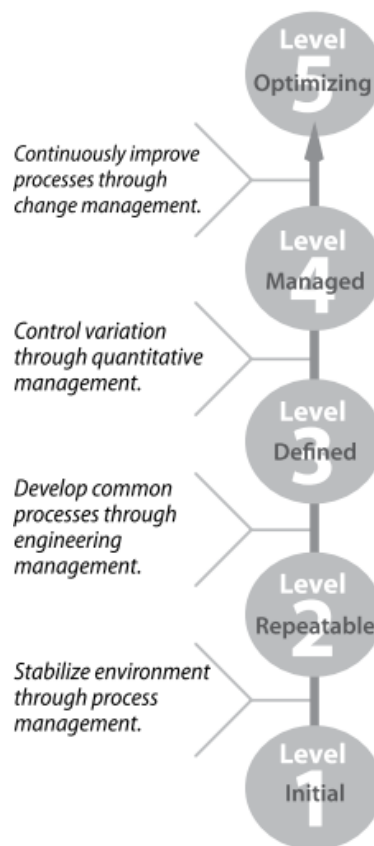 Level
5
Optimizing
Continuously improve
processes through
change management.
Level
4
Managed
Control variation
through quantitative
management.
Level
3
Defined
Develop common
processes through
engineering
management.
Level
2
Repeatable
Stabilize environment
through process
management.
Level
1
Initial